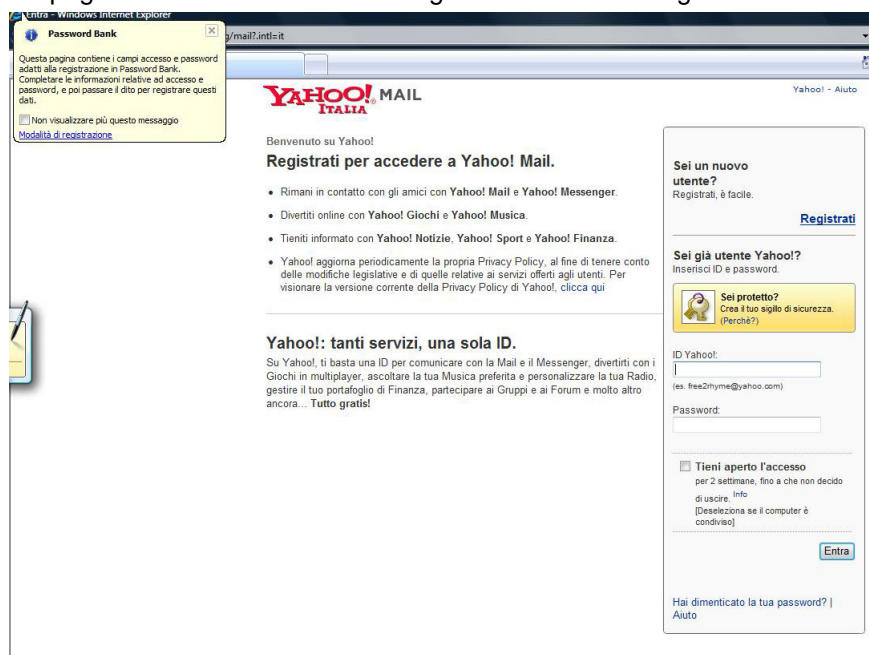 Entra - Windows Internet Explorer
g/mail?.intl=it
Password Bank
Questa pagina contiene i campi accesso e password
adatti alla registrazione in Password Bank.
Completare le informazioni relative ad accesso e
password, e poi passare il dito per registrare questi
dati.
Non visualizzare più questo messaggio
Modalità di registrazione
YAHOO! MAIL
ITALIA
Yahoo! - Aiuto
Benvenuto su Yahoo!
Registrati per accedere a Yahoo! Mail.
• Rimani in contatto con gli amici con Yahoo! Mail e Yahoo! Messenger.
• Divertiti online con Yahoo! Giochi e Yahoo! Musica.
• Tieniti informato con Yahoo! Notizie, Yahoo! Sport e Yahoo! Finanza.
• Yahoo! aggiorna periodicamente la propria Privacy Policy, al fine di tenere conto
delle modifiche legislative e di quelle relative ai servizi offerti agli utenti. Per
visionare la versione corrente della Privacy Policy di Yahoo!, clicca qui
Yahoo!: tanti servizi, una sola ID.
Su Yahoo!, ti basta una ID per comunicare con la Mail e il Messenger, divertirti con i
Giochi in multiplayer, ascoltare la tua Musica preferita e personalizzare la tua Radio,
gestire il tuo portafoglio di Finanza, partecipare ai Gruppi e ai Forum e molto altro
ancora... Tutto gratis!
Sei un nuovo
utente?
Registrati, è facile.
Registrati
Sei già utente Yahoo!?
Inserisci ID e password.
Sei protetto?
Crea il tuo sigillo di sicurezza.
(Perchè?)
ID Yahoo!:
(es. free2rhyme@yahoo.com)
Password:
Tieni aperto l'accesso
per 2 settimane, fino a che non decido
di uscire. Info
[Deseleziona se il computer è
condiviso]
Entra
Hai dimenticato la tua password? |
Aiuto